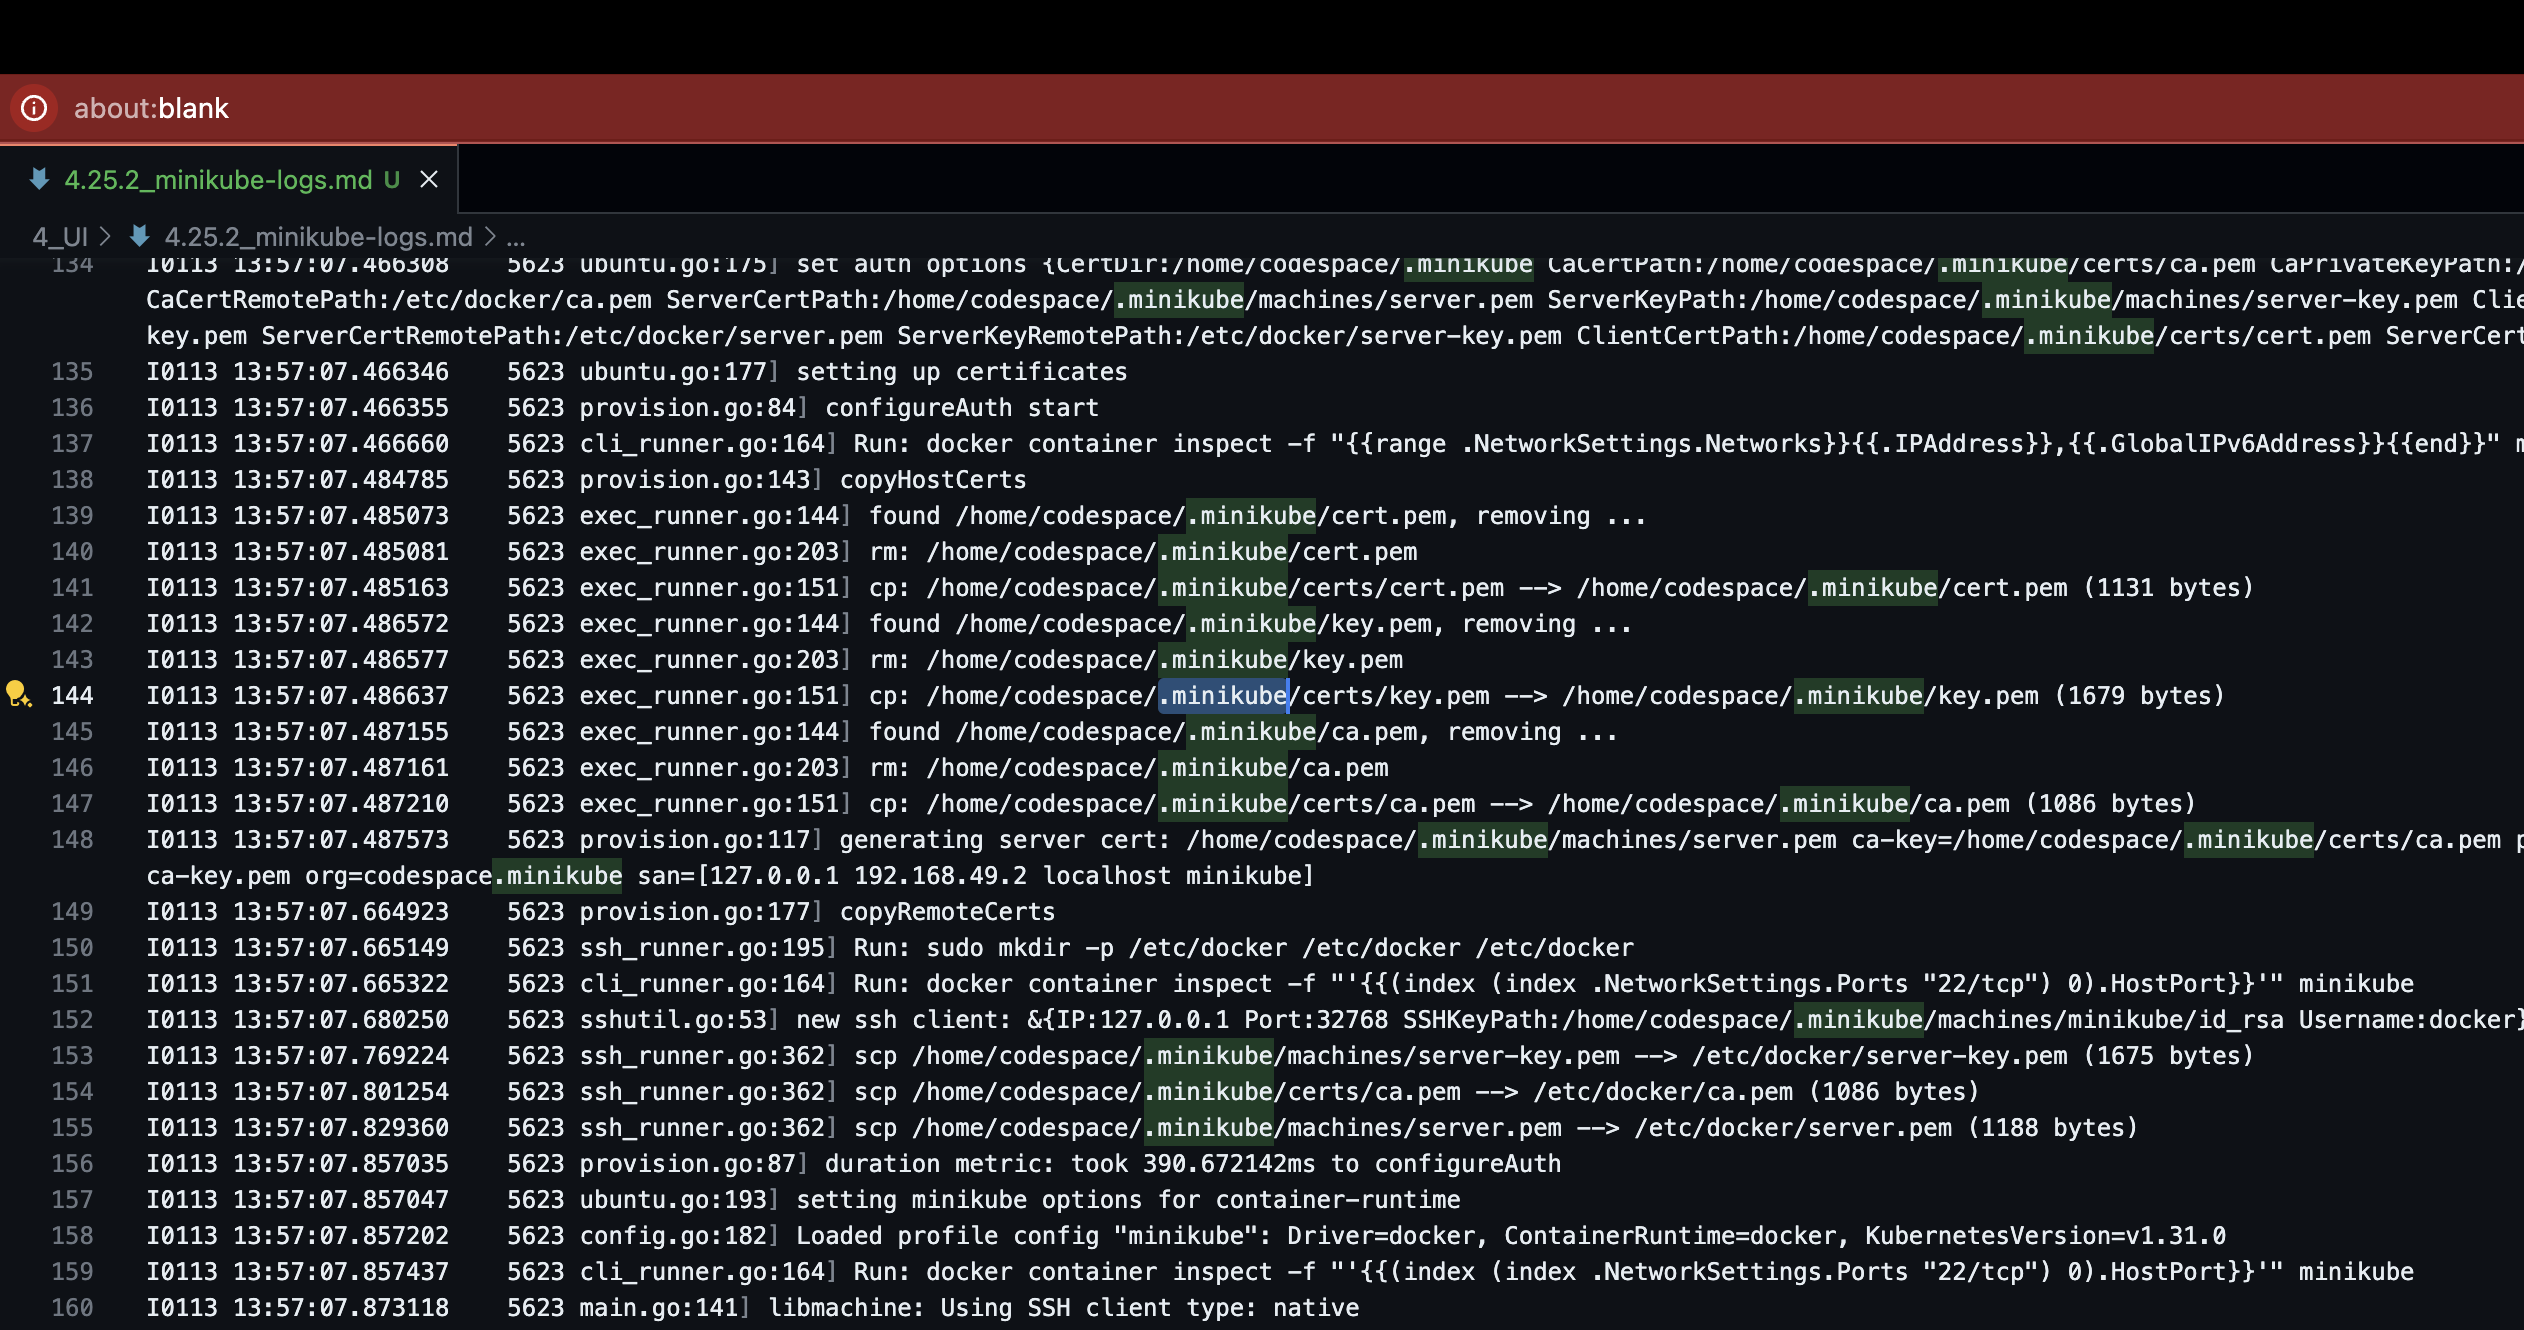 about:blank
4.25.2_minikube-logs.md U
4_UI > 4.25.2_minikube-logs.md > ...
134 I0113 13:57:07.466308 5623 ubuntu.go:175] set auth options {CertDir:/home/codespace/.minikube CaCertPath:/home/codespace/.minikube/certs/ca.pem CaPrivateKeyPath:/
CaCertRemotePath:/etc/docker/ca.pem ServerCertPath:/home/codespace/.minikube/machines/server.pem ServerKeyPath:/home/codespace/.minikube/machines/server-key.pem Clie
key.pem ServerCertRemotePath:/etc/docker/server.pem ServerKeyRemotePath:/etc/docker/server-key.pem ClientCertPath:/home/codespace/.minikube/certs/cert.pem ServerCert
135 I0113 13:57:07.466346 5623 ubuntu.go:177] setting up certificates
136 I0113 13:57:07.466355 5623 provision.go:84] configureAuth start
137 I0113 13:57:07.466660 5623 cli_runner.go:164] Run: docker container inspect -f "{{range .NetworkSettings.Networks}}{{.IPAddress}},{{.GlobalIPv6Address}}{{end}}" m
138 I0113 13:57:07.484785 5623 provision.go:143] copyHostCerts
139 I0113 13:57:07.485073 5623 exec_runner.go:144] found /home/codespace/.minikube/cert.pem, removing ...
140 I0113 13:57:07.485081 5623 exec_runner.go:203] rm: /home/codespace/.minikube/cert.pem
141 I0113 13:57:07.485163 5623 exec_runner.go:151] cp: /home/codespace/.minikube/certs/cert.pem --> /home/codespace/.minikube/cert.pem (1131 bytes)
142 I0113 13:57:07.486572 5623 exec_runner.go:144] found /home/codespace/.minikube/key.pem, removing ...
143 I0113 13:57:07.486577 5623 exec_runner.go:203] rm: /home/codespace/.minikube/key.pem
144 I0113 13:57:07.486637 5623 exec_runner.go:151] cp: /home/codespace/.minikube/certs/key.pem --> /home/codespace/.minikube/key.pem (1679 bytes)
145 I0113 13:57:07.487155 5623 exec_runner.go:144] found /home/codespace/.minikube/ca.pem, removing ...
146 I0113 13:57:07.487161 5623 exec_runner.go:203] rm: /home/codespace/.minikube/ca.pem
147 I0113 13:57:07.487210 5623 exec_runner.go:151] cp: /home/codespace/.minikube/certs/ca.pem --> /home/codespace/.minikube/ca.pem (1086 bytes)
148 I0113 13:57:07.487573 5623 provision.go:117] generating server cert: /home/codespace/.minikube/machines/server.pem ca-key=/home/codespace/.minikube/certs/ca.pem p
ca-key.pem org=codespace.minikube san=[127.0.0.1 192.168.49.2 localhost minikube]
149 I0113 13:57:07.664923 5623 provision.go:177] copyRemoteCerts
150 I0113 13:57:07.665149 5623 ssh_runner.go:195] Run: sudo mkdir -p /etc/docker /etc/docker /etc/docker
151 I0113 13:57:07.665322 5623 cli_runner.go:164] Run: docker container inspect -f "'{{(index (index .NetworkSettings.Ports "22/tcp") 0).HostPort}}'" minikube
152 I0113 13:57:07.680250 5623 sshutil.go:53] new ssh client: &{IP:127.0.0.1 Port:32768 SSHKeyPath:/home/codespace/.minikube/machines/minikube/id_rsa Username:docker}
153 I0113 13:57:07.769224 5623 ssh_runner.go:362] scp /home/codespace/.minikube/machines/server-key.pem --> /etc/docker/server-key.pem (1675 bytes)
154 I0113 13:57:07.801254 5623 ssh_runner.go:362] scp /home/codespace/.minikube/certs/ca.pem --> /etc/docker/ca.pem (1086 bytes)
155 I0113 13:57:07.829360 5623 ssh_runner.go:362] scp /home/codespace/.minikube/machines/server.pem --> /etc/docker/server.pem (1188 bytes)
156 I0113 13:57:07.857035 5623 provision.go:87] duration metric: took 390.672142ms to configureAuth
157 I0113 13:57:07.857047 5623 ubuntu.go:193] setting minikube options for container-runtime
158 I0113 13:57:07.857202 5623 config.go:182] Loaded profile config "minikube": Driver=docker, ContainerRuntime=docker, KubernetesVersion=v1.31.0
159 I0113 13:57:07.857437 5623 cli_runner.go:164] Run: docker container inspect -f "'{{(index (index .NetworkSettings.Ports "22/tcp") 0).HostPort}}'" minikube
160 I0113 13:57:07.873118 5623 main.go:141] libmachine: Using SSH client type: native